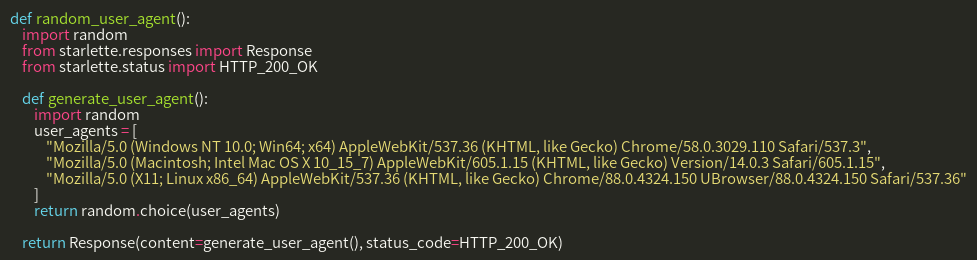 def random_user_agent():
    import random
    from starlette.responses import Response
    from starlette.status import HTTP_200_OK

    def generate_user_agent():
        import random
        user_agents = [
            "Mozilla/5.0 (Windows NT 10.0; Win64; x64) AppleWebKit/537.36 (KHTML, like Gecko) Chrome/58.0.3029.110 Safari/537.3",
            "Mozilla/5.0 (Macintosh; Intel Mac OS X 10_15_7) AppleWebKit/605.1.15 (KHTML, like Gecko) Version/14.0.3 Safari/605.1.15",
            "Mozilla/5.0 (X11; Linux x86_64) AppleWebKit/537.36 (KHTML, like Gecko) Chrome/88.0.4324.150 UBrowser/88.0.4324.150 Safari/537.36"
        ]
        return random.choice(user_agents)

    return Response(content=generate_user_agent(), status_code=HTTP_200_OK)